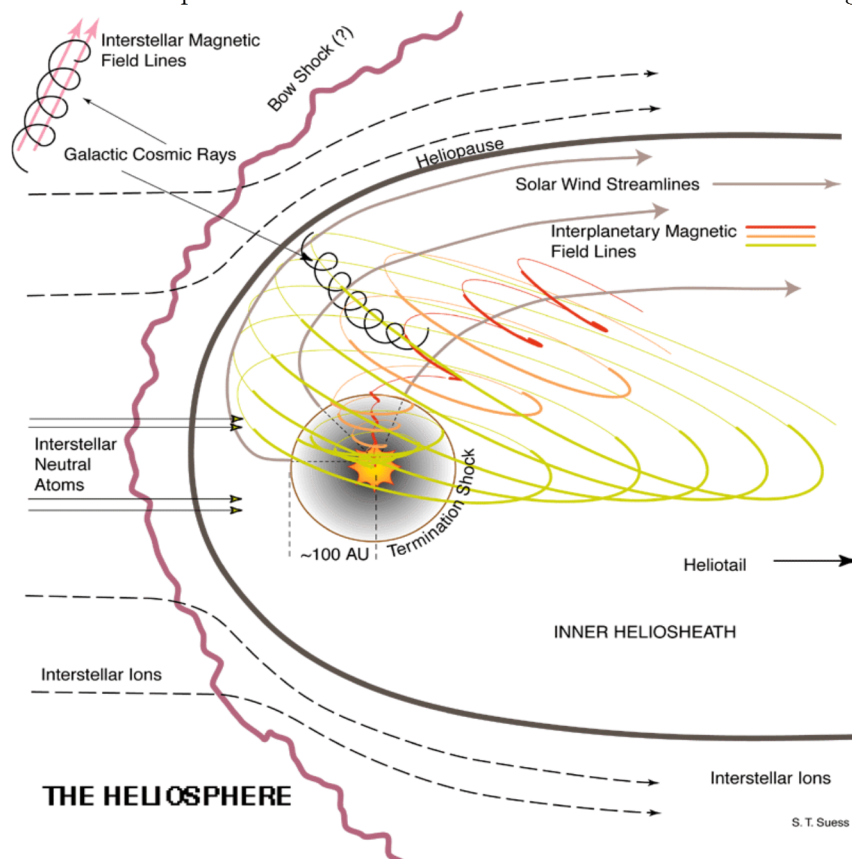 Interstellar Magnetic
Field Lines
Bow Shock (?)
Galactic Cosmic Rays
Heliopause
Solar Wind Streamlines
Interplanetary Magnetic
Field Lines
Interstellar
Neutral
Atoms
Termination Shock
~100 AU
Heliotail
INNER HELIOSHEATH
Interstellar Ions
Interstellar Ions
THE HELIOSPHERE
S. T. Suess